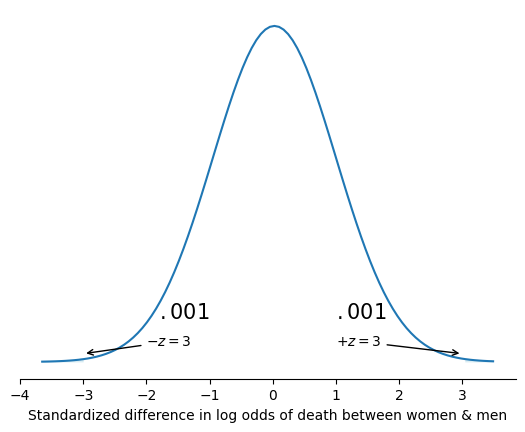 .001 .001
−z = 3 +z = 3
−4 −3 −2 −1 0 1 2 3
Standardized difference in log odds of death between women & men